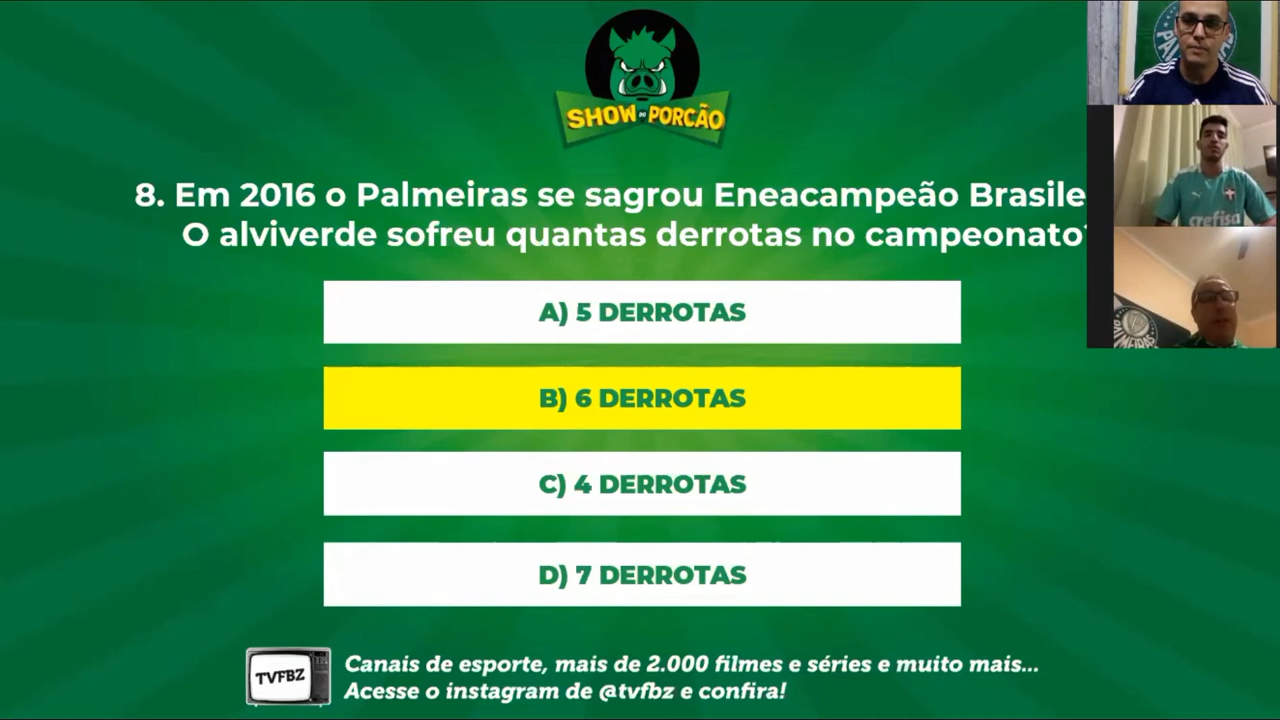 SHOW DO PORCÃO
8. Em 2016 o Palmeiras se sagrou Eneacampeão Brasile
O alviverde sofreu quantas derrotas no campeonato?
A) 5 DERROTAS
B) 6 DERROTAS
C) 4 DERROTAS
D) 7 DERROTAS
TVFBZ
Canais de esporte, mais de 2.000 filmes e séries e muito mais...
Acesse o instagram de @tvfbz e confira!
crefisa